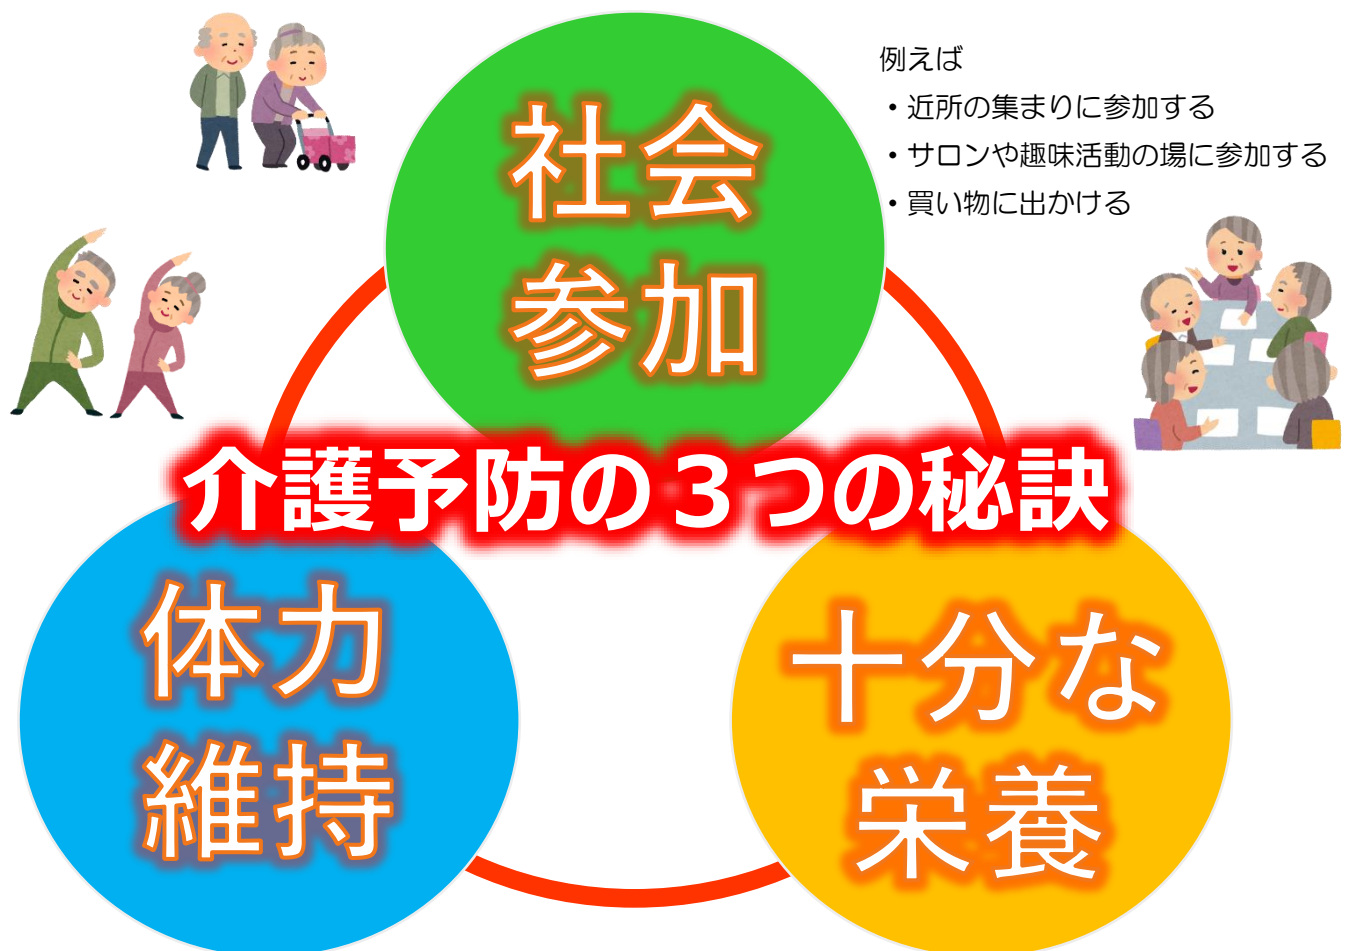 社会
参加
例えば
・近所の集まりに参加する
・サロンや趣味活動の場に参加する
・買い物に出かける
介護予防の３つの秘訣
体力
維持
十分な
栄養